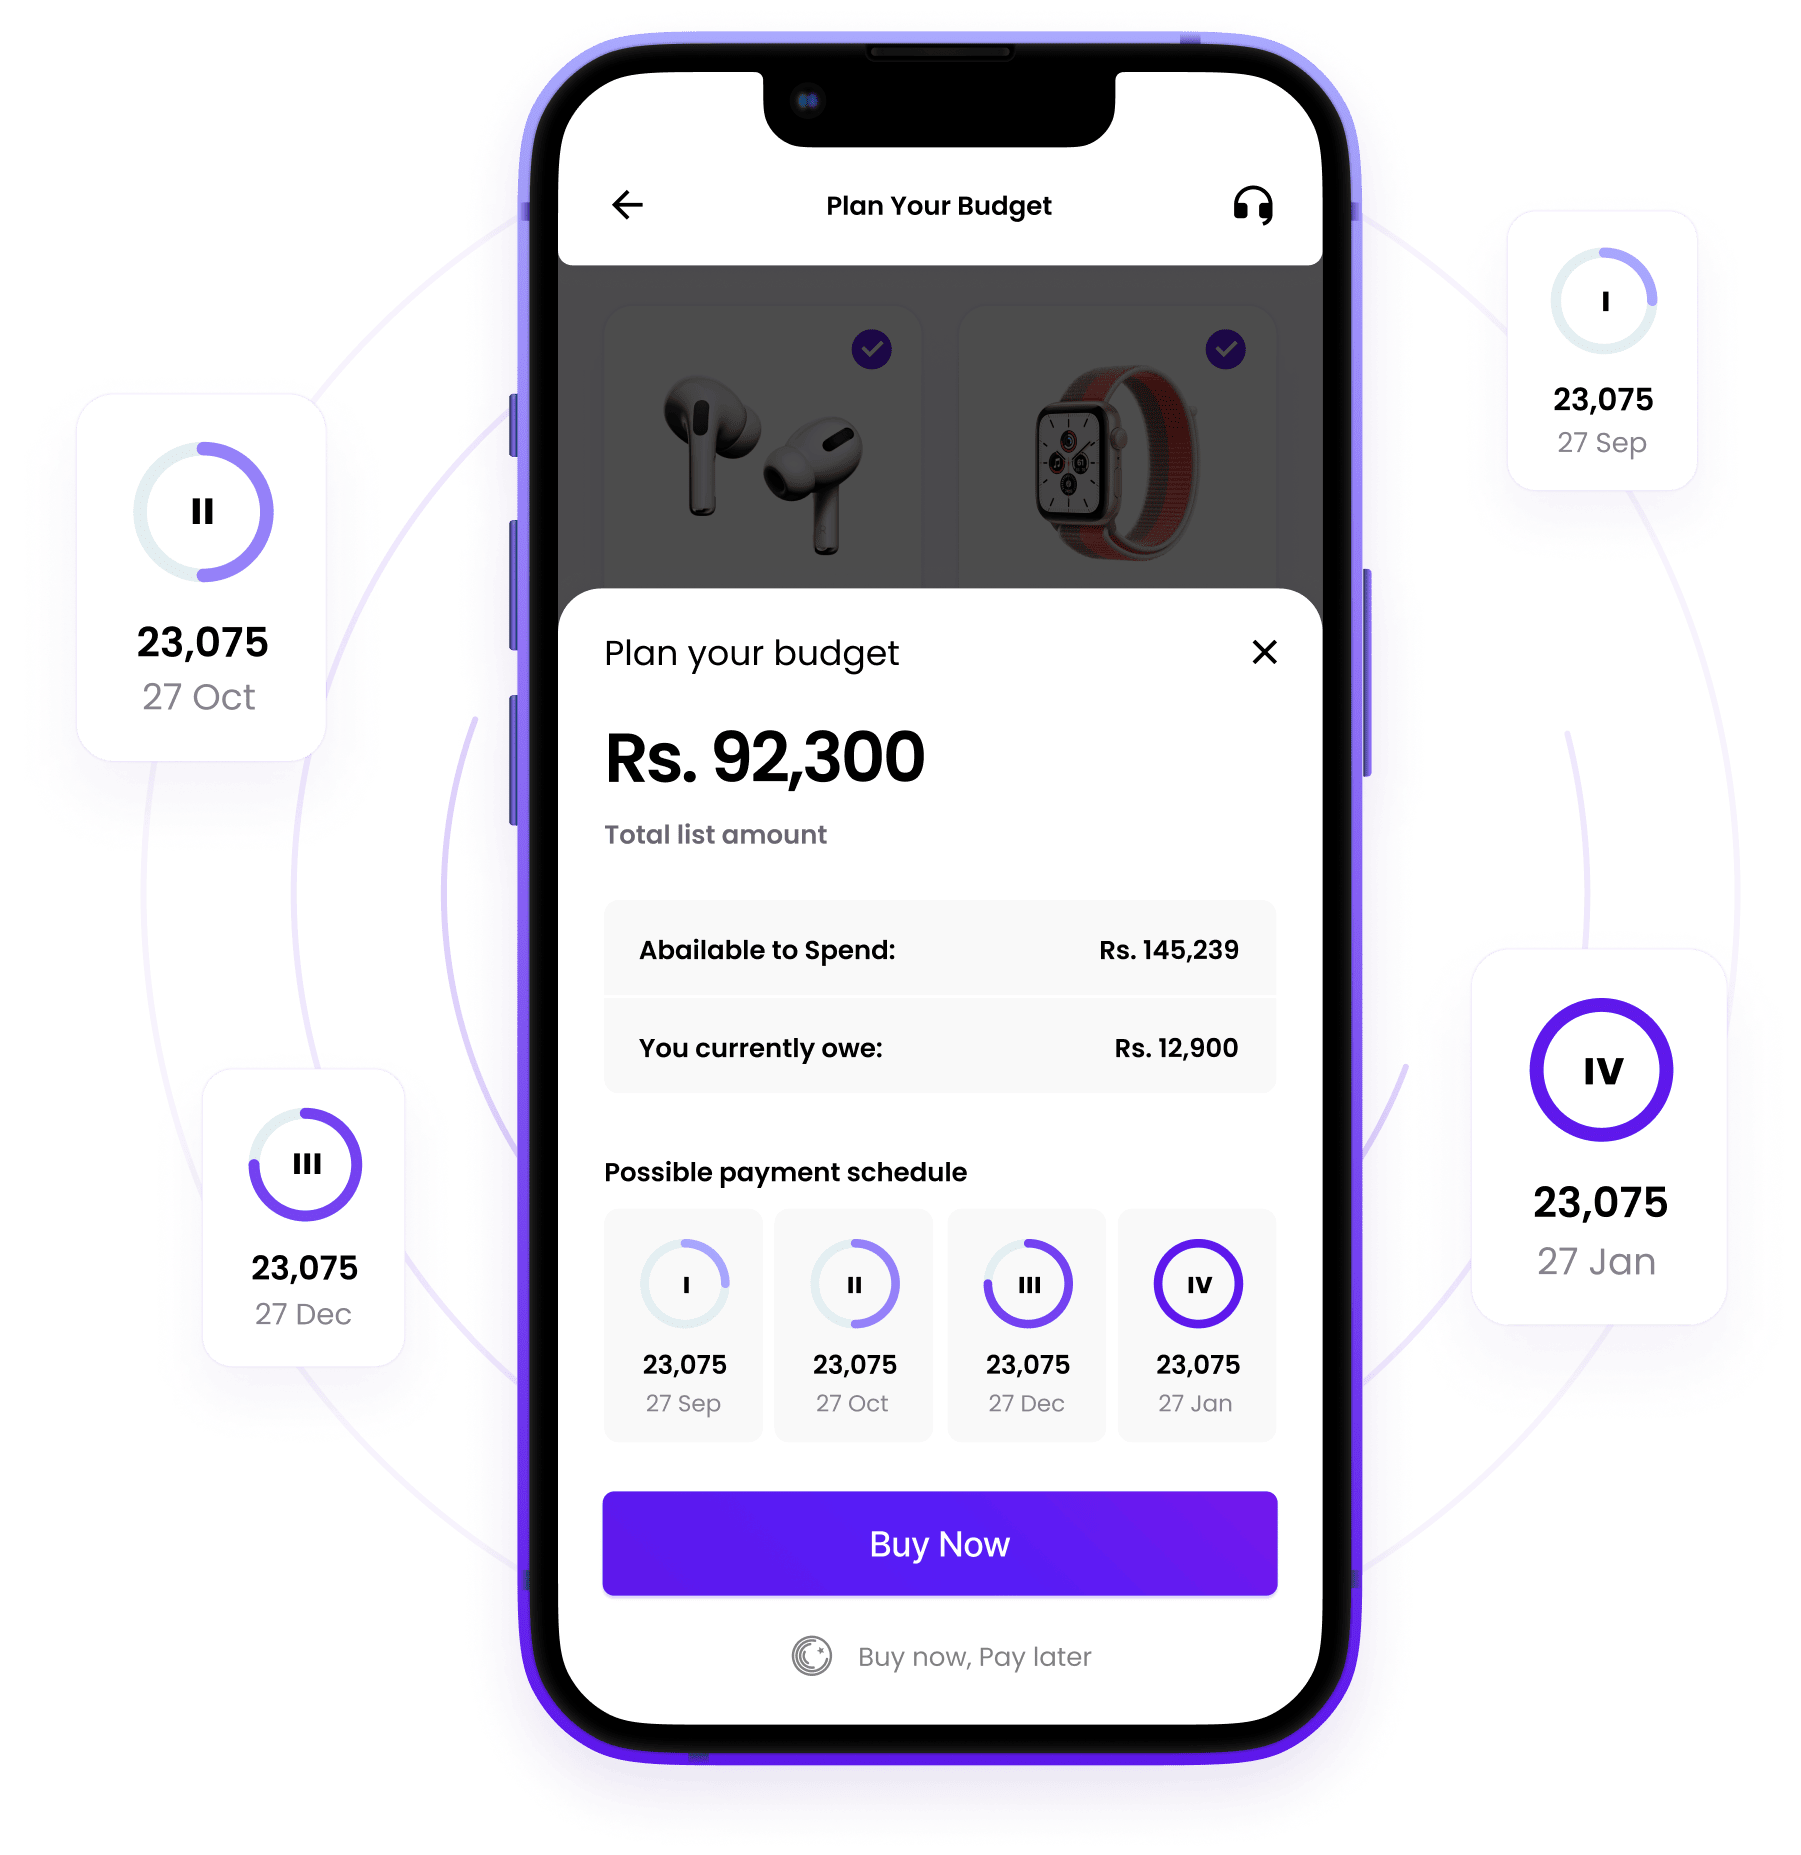 Plan Your Budget
I
23,075
27 Sep
II
23,075
27 Oct
Plan your budget
Rs. 92,300
Total list amount
Abailable to Spend: Rs. 145,239
You currently owe: Rs. 12,900
IV
23,075
27 Jan
III
23,075
27 Dec
Possible payment schedule
I II III IV
23,075 23,075 23,075 23,075
27 Sep 27 Oct 27 Dec 27 Jan
Buy Now
Buy now, Pay later